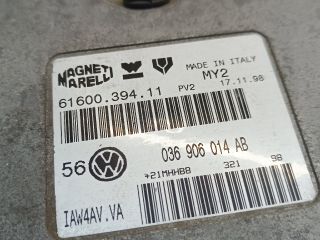 MAGNETI MARELLI
MADE IN ITALY
MY2
61600.394.11 PV2 17.11.98
56 036 906 014 AB
*21MHHBB 321 98
IAW4AV.VA